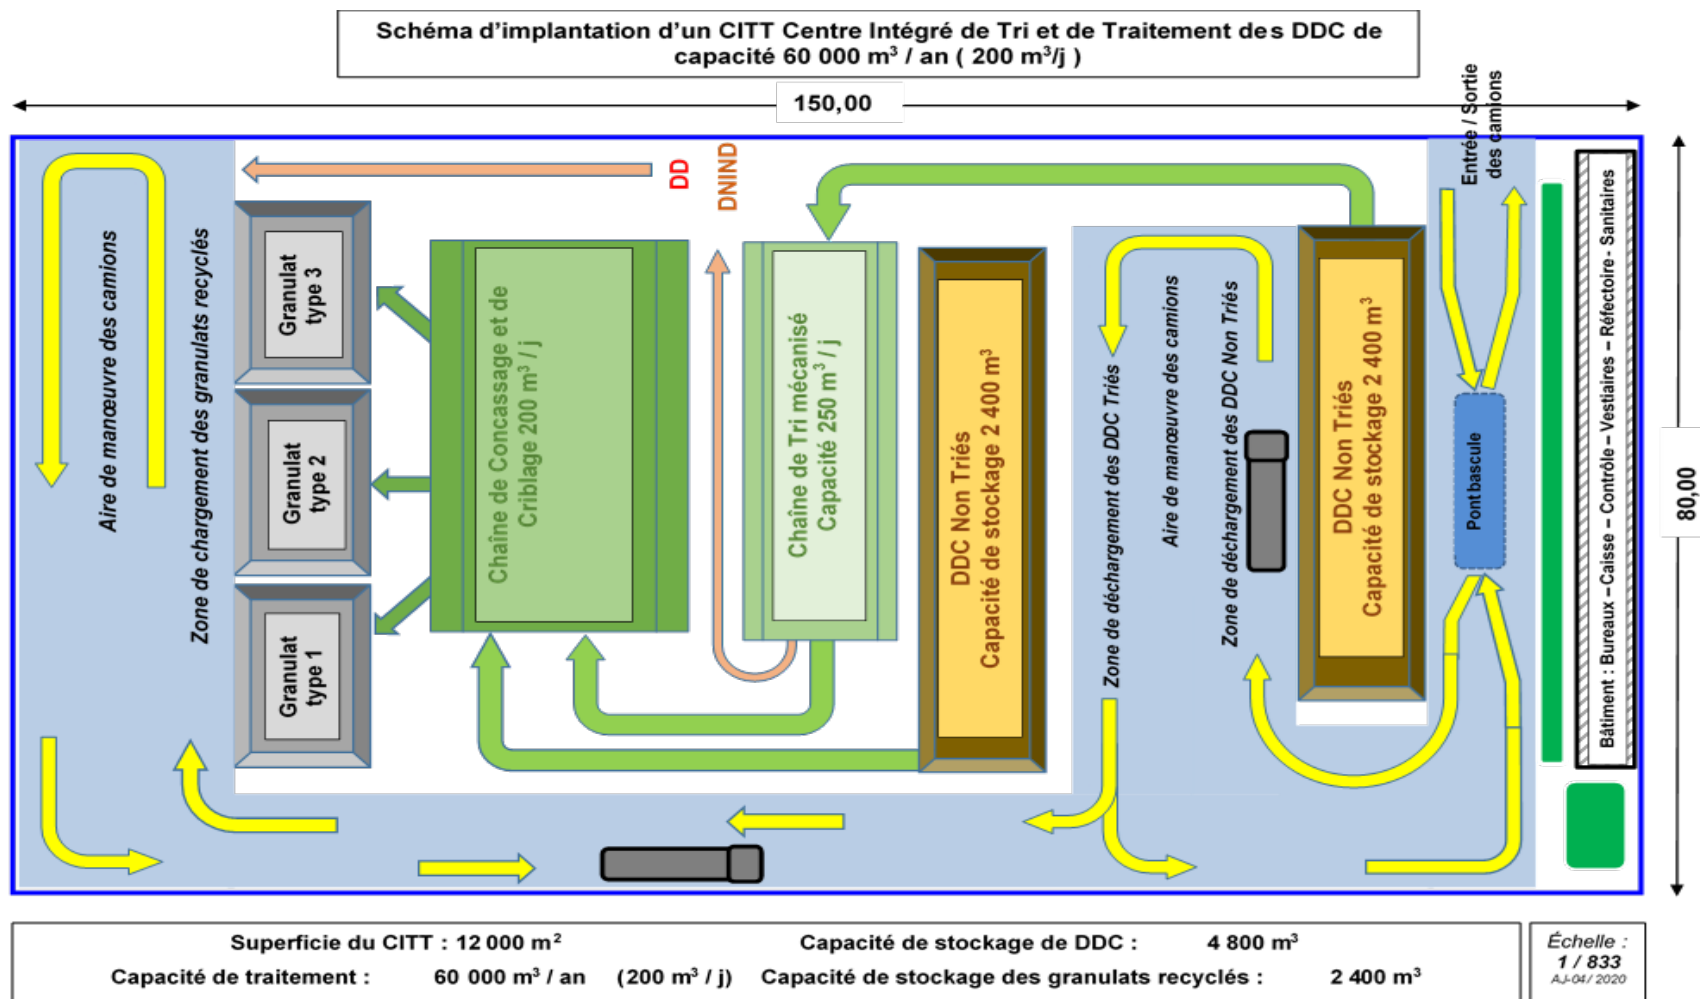 Schéma d'implantation d'un CITT Centre Intégré de Tri et de Traitement des DDC de
capacité 60 000 m³ / an ( 200 m³/j )
150,00
80,00
Entrée / Sortie
des camions
Aire de manœuvre des camions
Zone de chargement des granulats recyclés
Granulat
type 3
Granulat
type 2
Granulat
type 1
DD
DNIND
Chaîne de Concassage et de
Criblage 200 m³ / j
Chaîne de Tri mécanisé
Capacité 250 m³ / j
DDC Non Triés
Capacité de stockage 2 400 m³
Zone de déchargement des DDC Triés
Aire de manœuvre des camions
Zone de déchargement des DDC Non Triés
DDC Non Triés
Capacité de stockage 2 400 m³
Pont bascule
Bâtiment : Bureaux –Caisse – Contrôle – Vestiaires – Réfectoire - Sanitaires
Superficie du CITT : 12 000 m²
Capacité de stockage de DDC : 4 800 m³
Capacité de traitement : 60 000 m³ / an (200 m³ / j)
Capacité de stockage des granulats recyclés : 2 400 m³
Échelle :
1 / 833
AJ-04/ 2020